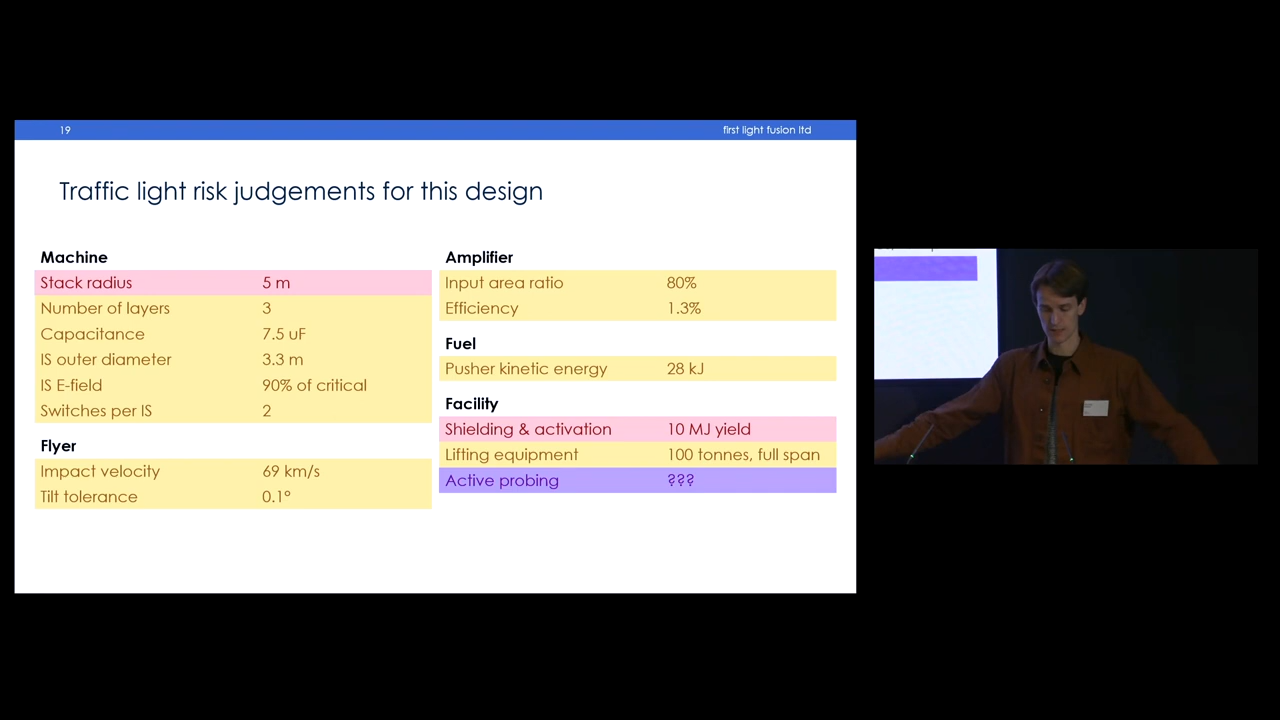 19
first light fusion ltd
Traffic light risk judgements for this design
Machine
Stack radius 5 m
Number of layers 3
Capacitance 7.5 uF
IS outer diameter 3.3 m
IS E-field 90% of critical
Switches per IS 2
Flyer
Impact velocity 69 km/s
Tilt tolerance 0.1°
Amplifier
Input area ratio 80%
Efficiency 1.3%
Fuel
Pusher kinetic energy 28 kJ
Facility
Shielding & activation 10 MJ yield
Lifting equipment 100 tonnes, full span
Active probing ???